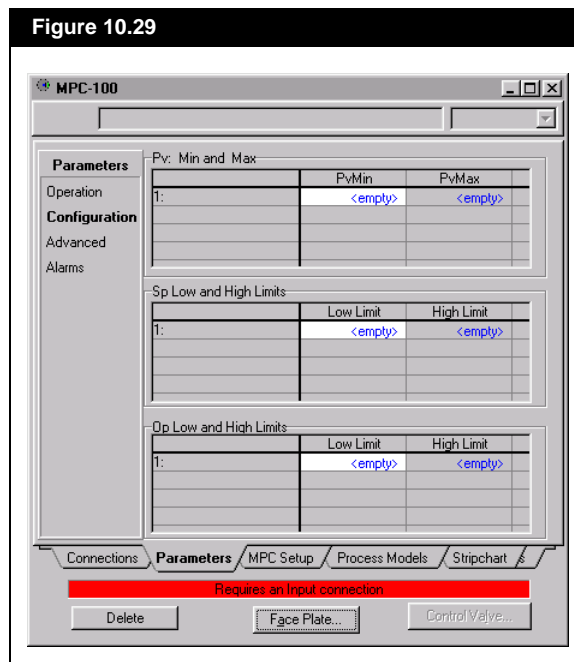 Figure 10.29
MPC-100
Parameters
Operation
Configuration
Advanced
Alarms
Pv: Min and Max
PvMin PvMax
1: <empty> <empty>
Sp Low and High Limits
Low Limit High Limit
1: <empty> <empty>
Op Low and High Limits
Low Limit High Limit
1: <empty> <empty>
Connections Parameters MPC Setup Process Models Stripchart
Requires an Input connection
Delete Face Plate... Control Valve...